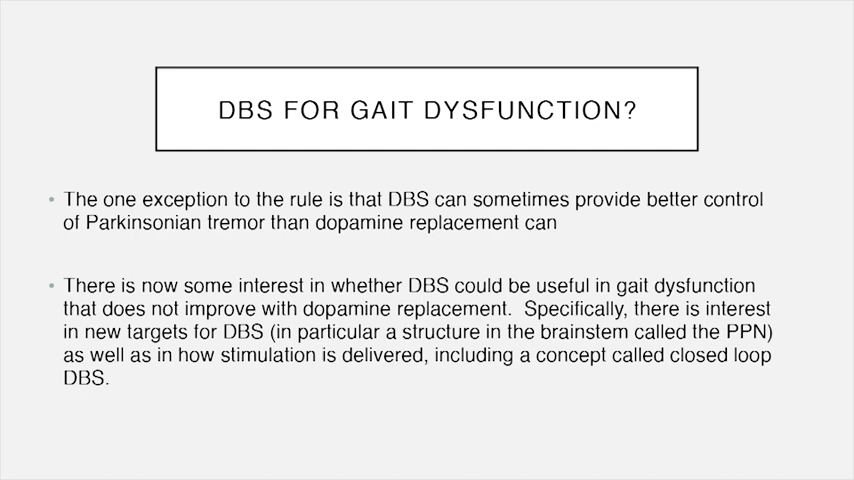 DBS FOR GAIT DYSFUNCTION?
• The one exception to the rule is that DBS can sometimes provide better control
of Parkinsonian tremor than dopamine replacement can
• There is now some interest in whether DBS could be useful in gait dysfunction
that does not improve with dopamine replacement.  Specifically, there is interest
in new targets for DBS (in particular a structure in the brainstem called the PPN)
as well as in how stimulation is delivered, including a concept called closed loop
DBS.